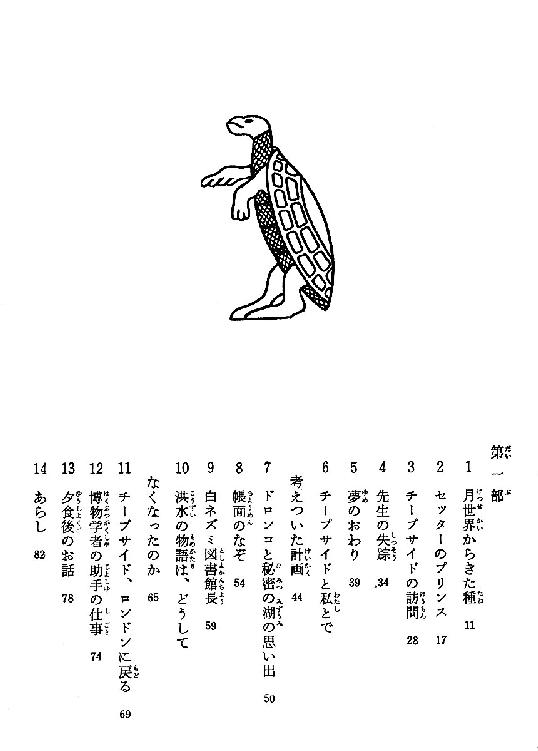 第一部
1 月世界からきた種 11
2 セッターのプリンス 17
3 チープサイドの訪問 28
4 先生の失踪 34
5 夢のおわり 39
6 チープサイドと私とで
考えついた計画 44
7 ドロンコと秘密の湖の思い出 50
8 帳面のなぞ 54
9 白ネズミ図書館長 59
10 洪水の物語は、どうして
なくなったのか 65
11 チープサイド、ロンドンに戻る 69
12 博物学者の助手の仕事 74
13 夕食後のお話 78
14 あらし 82